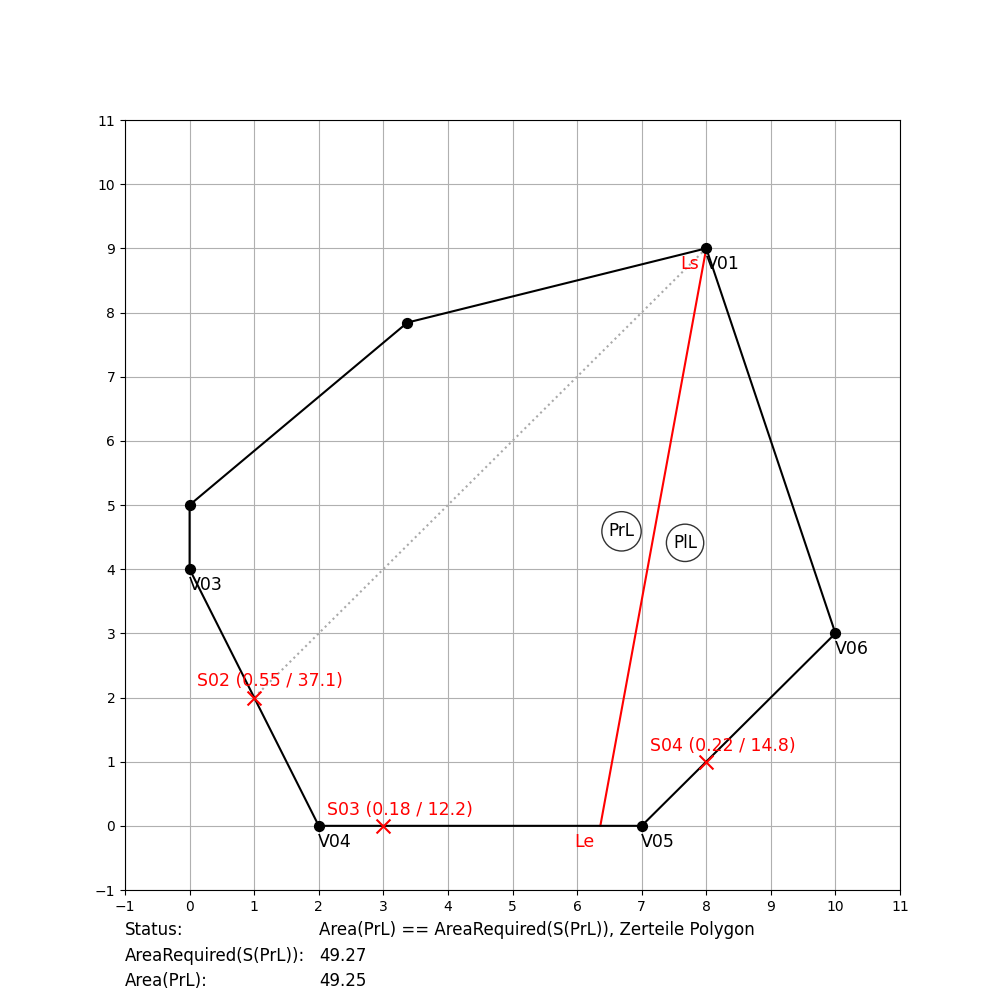 11
10
9
8
7
6
5
4
3
2
1
0
−1
Ls
V01
PrL
PlL
V03
V06
S02 (0.55 / 37.1)
S04 (0.22 / 14.8)
S03 (0.18 / 12.2)
V04
Le
V05
−1 0 1 2 3 4 5 6 7 8 9 10 11
Status: Area(PrL) == AreaRequired(S(PrL)), Zerteile Polygon
AreaRequired(S(PrL)): 49.27
Area(PrL): 49.25